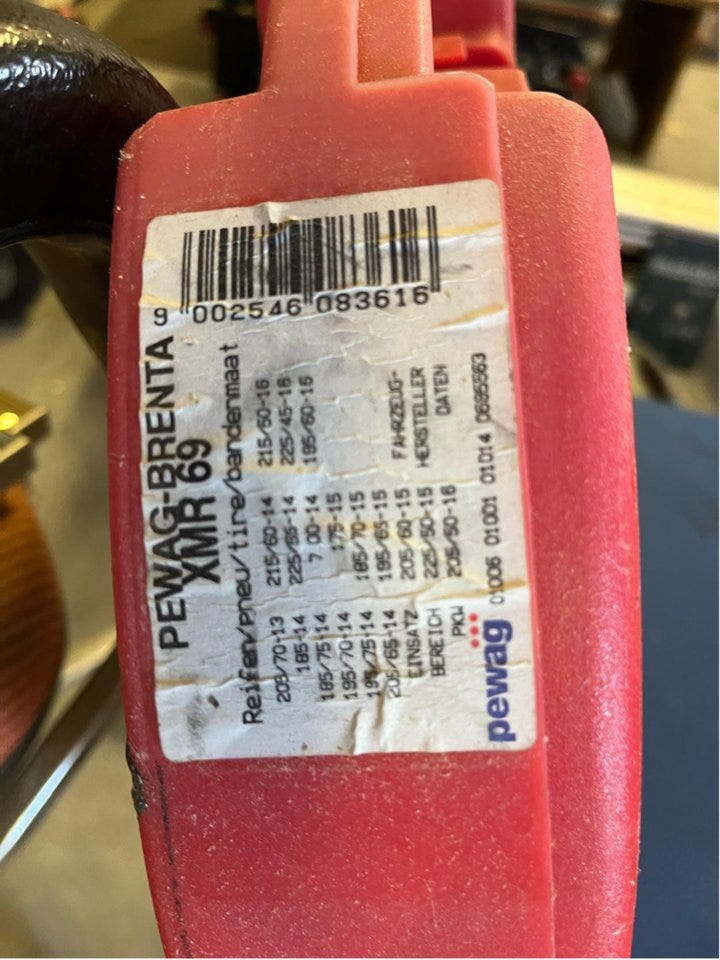 9 002546 083616
PEWAG-BRENTA
XMR 69
Reifen/pneu/tire/bandenmaat
205/70-13 215/60-14 215/50-16
185-14 225/55-14 225/45-16
185/75-14 7 00-14 195/60-16
195/70-14 175-15
195/75-14 185/70-15
205/65-14 195/65-15
EINSATZ 205/60-15 FAHRZEUG-
BEREICH 225/50-15 HERSTELLER
PKW 205/50-16 DATEN
pewag 01006 01001 01014 0695563